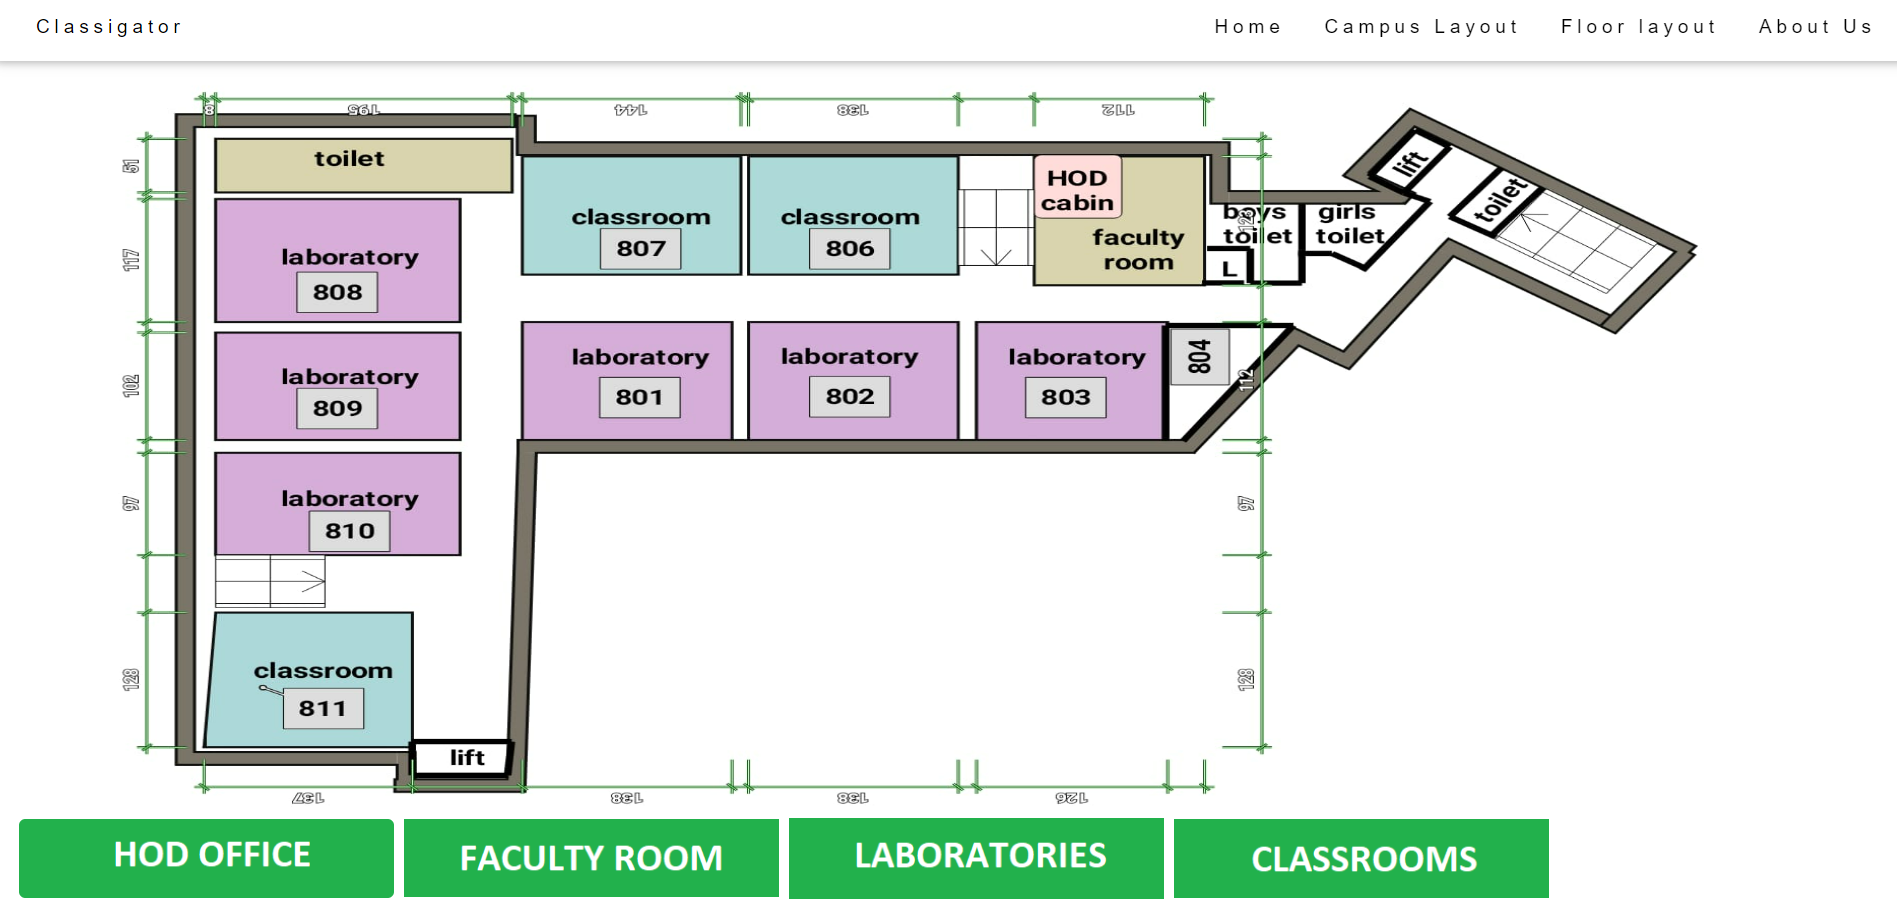 Classigator
Home Campus Layout Floor layout About Us
8 195 144 138 112
toilet
51
HOD
cabin
lift
toilet
classroom
807
classroom
806
faculty
room
boys
toilet
girls
toilet
L
laboratory
808
117
laboratory
809
102
laboratory
801
laboratory
802
laboratory
803
804
112
laboratory
810
97
97
classroom
811
128
128
lift
137 138 138 126
HOD OFFICE
FACULTY ROOM
LABORATORIES
CLASSROOMS